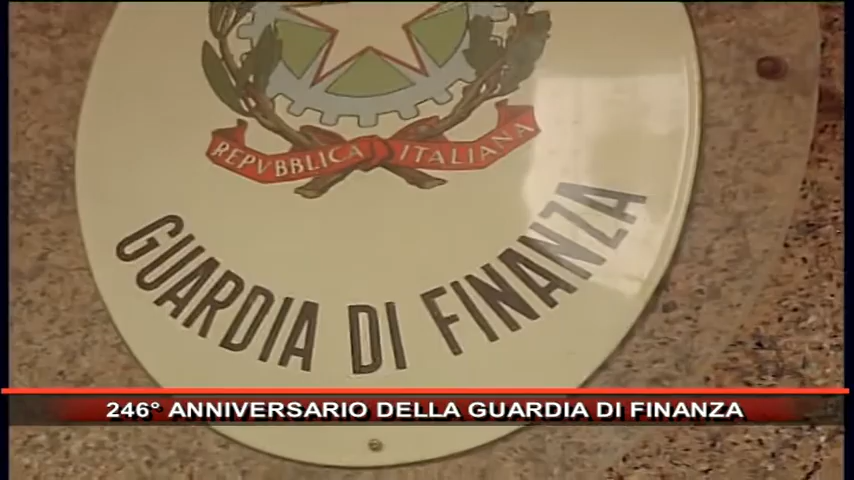 REPVBBLICA ITALIANA
GUARDIA DI FINANZA
246° ANNIVERSARIO DELLA GUARDIA DI FINANZA